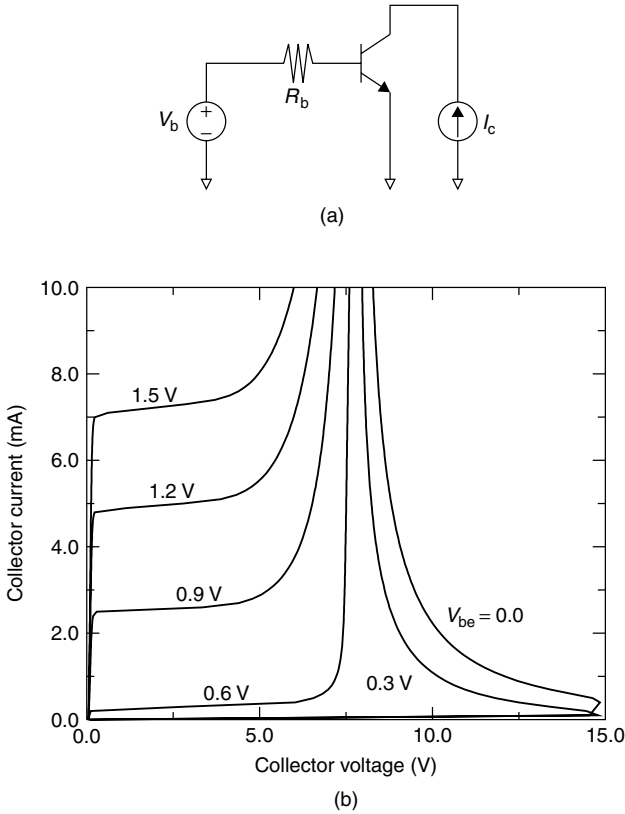 +
−
V_b
R_b
I_c
(a)
10.0
8.0
6.0
4.0
2.0
0.0
Collector current (mA)
1.5 V
1.2 V
0.9 V
0.6 V
0.3 V
V_be = 0.0
0.0
5.0
10.0
15.0
Collector voltage (V)
(b)